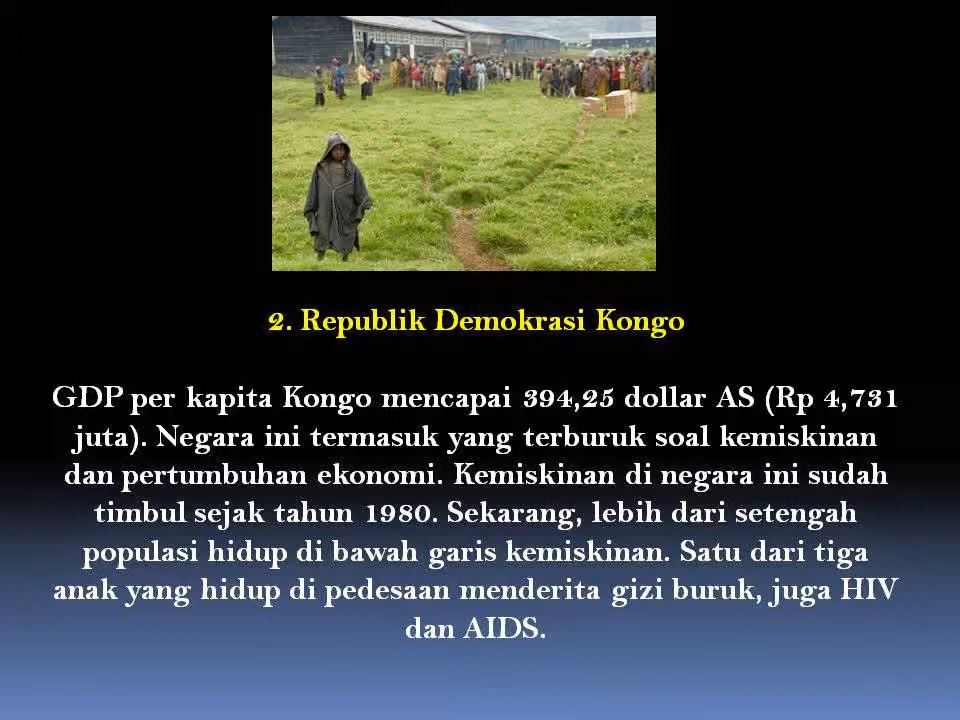 2. Republik Demokrasi Kongo
GDP per kapita Kongo mencapai 394,25 dollar AS (Rp 4,731
juta). Negara ini termasuk yang terburuk soal kemiskinan
dan pertumbuhan ekonomi. Kemiskinan di negara ini sudah
timbul sejak tahun 1980. Sekarang, lebih dari setengah
populasi hidup di bawah garis kemiskinan. Satu dari tiga
anak yang hidup di pedesaan menderita gizi buruk, juga HIV
dan AIDS.